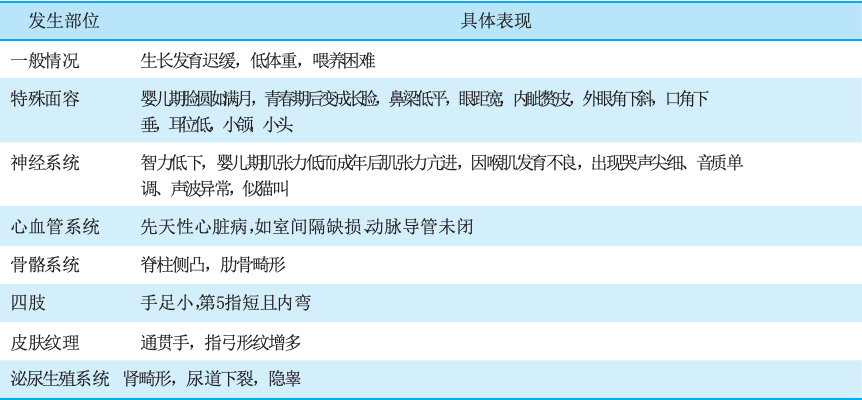 发生部位 具体表现
一般情况 生长发育迟缓，低体重，喂养困难
特殊面容 婴儿期脸圆如满月，青春期后变成长脸，鼻梁低平，眼距宽，内眦赘皮，外眼角下斜，口角下
垂，耳位低，小颌，小头
神经系统 智力低下，婴儿期肌张力低而成年后肌张力亢进，因喉肌发育不良，出现哭声尖细、音质单
调、声波异常，似猫叫
心血管系统 先天性心脏病，如室间隔缺损、动脉导管未闭
骨骼系统 脊柱侧凸，肋骨畸形
四肢 手足小，第5指短且内弯
皮肤纹理 通贯手，指弓形纹增多
泌尿生殖系统 肾畸形，尿道下裂，隐睾